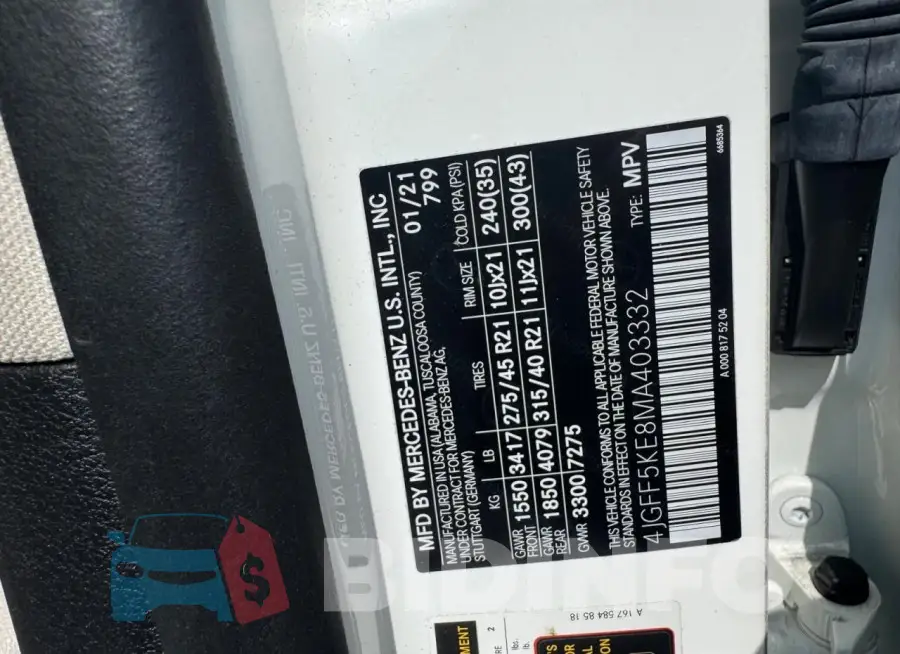 MFD BY MERCEDES-BENZ U.S. INTL., INC
MANUFACTURED IN USA (ALABAMA, TUSCALOOSA COUNTY) 01/21
UNDER CONTRACT FOR MERCEDES-BENZ AG, 799
STUTTGART (GERMANY)
KG LB TIRES RIM SIZE COLD KPA (PSI)
GAWR FRONT 1550 3417 275/45 R21 10Jx21 240(35)
GAWR REAR 1850 4079 315/40 R21 11Jx21 300(43)
GVWR 3300 7275
THIS VEHICLE CONFORMS TO ALL APPLICABLE FEDERAL MOTOR VEHICLE SAFETY
STANDARDS IN EFFECT ON THE DATE OF MANUFACTURE SHOWN ABOVE.
4JGFF5KE8MA403332 TYPE: MPV
A 000 817 52 04
6685364
A 167 584 85 18
2
lbs.
lb.
BIDINFO
$